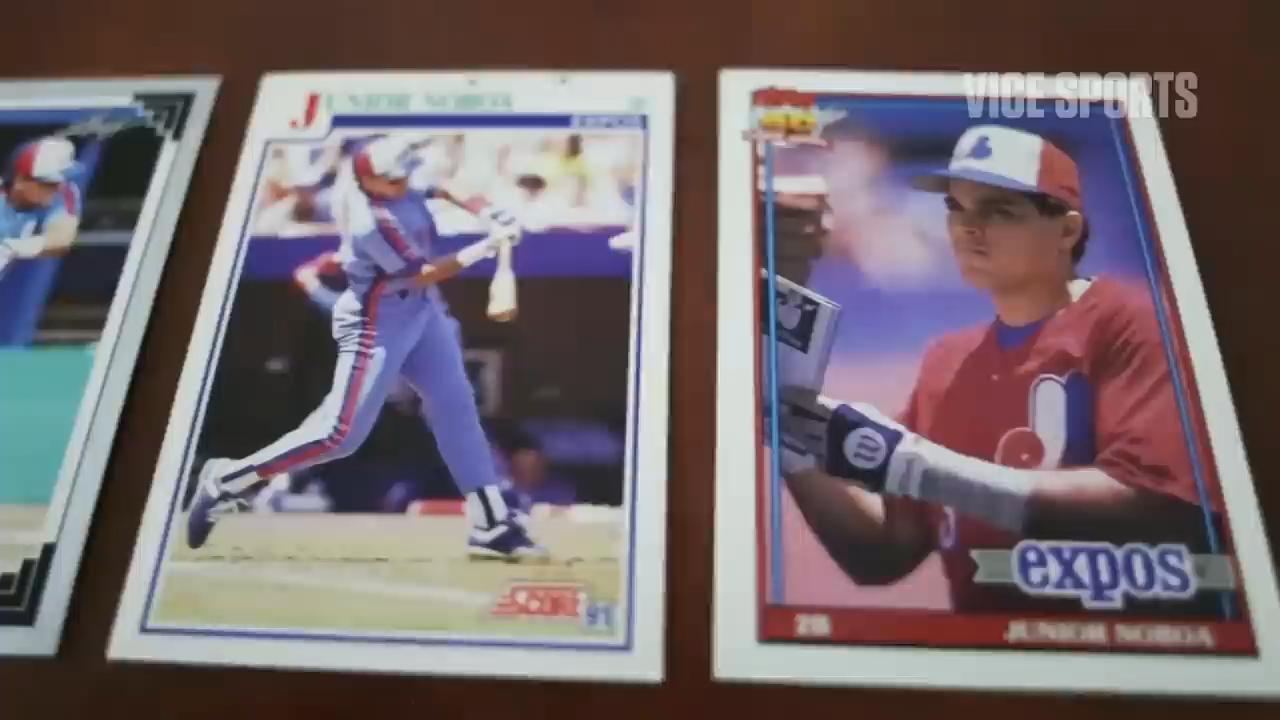 VICE SPORTS
JUNIOR NOBOA
EXPOS
SCORE 91
expos
2B
JUNIOR NOBOA